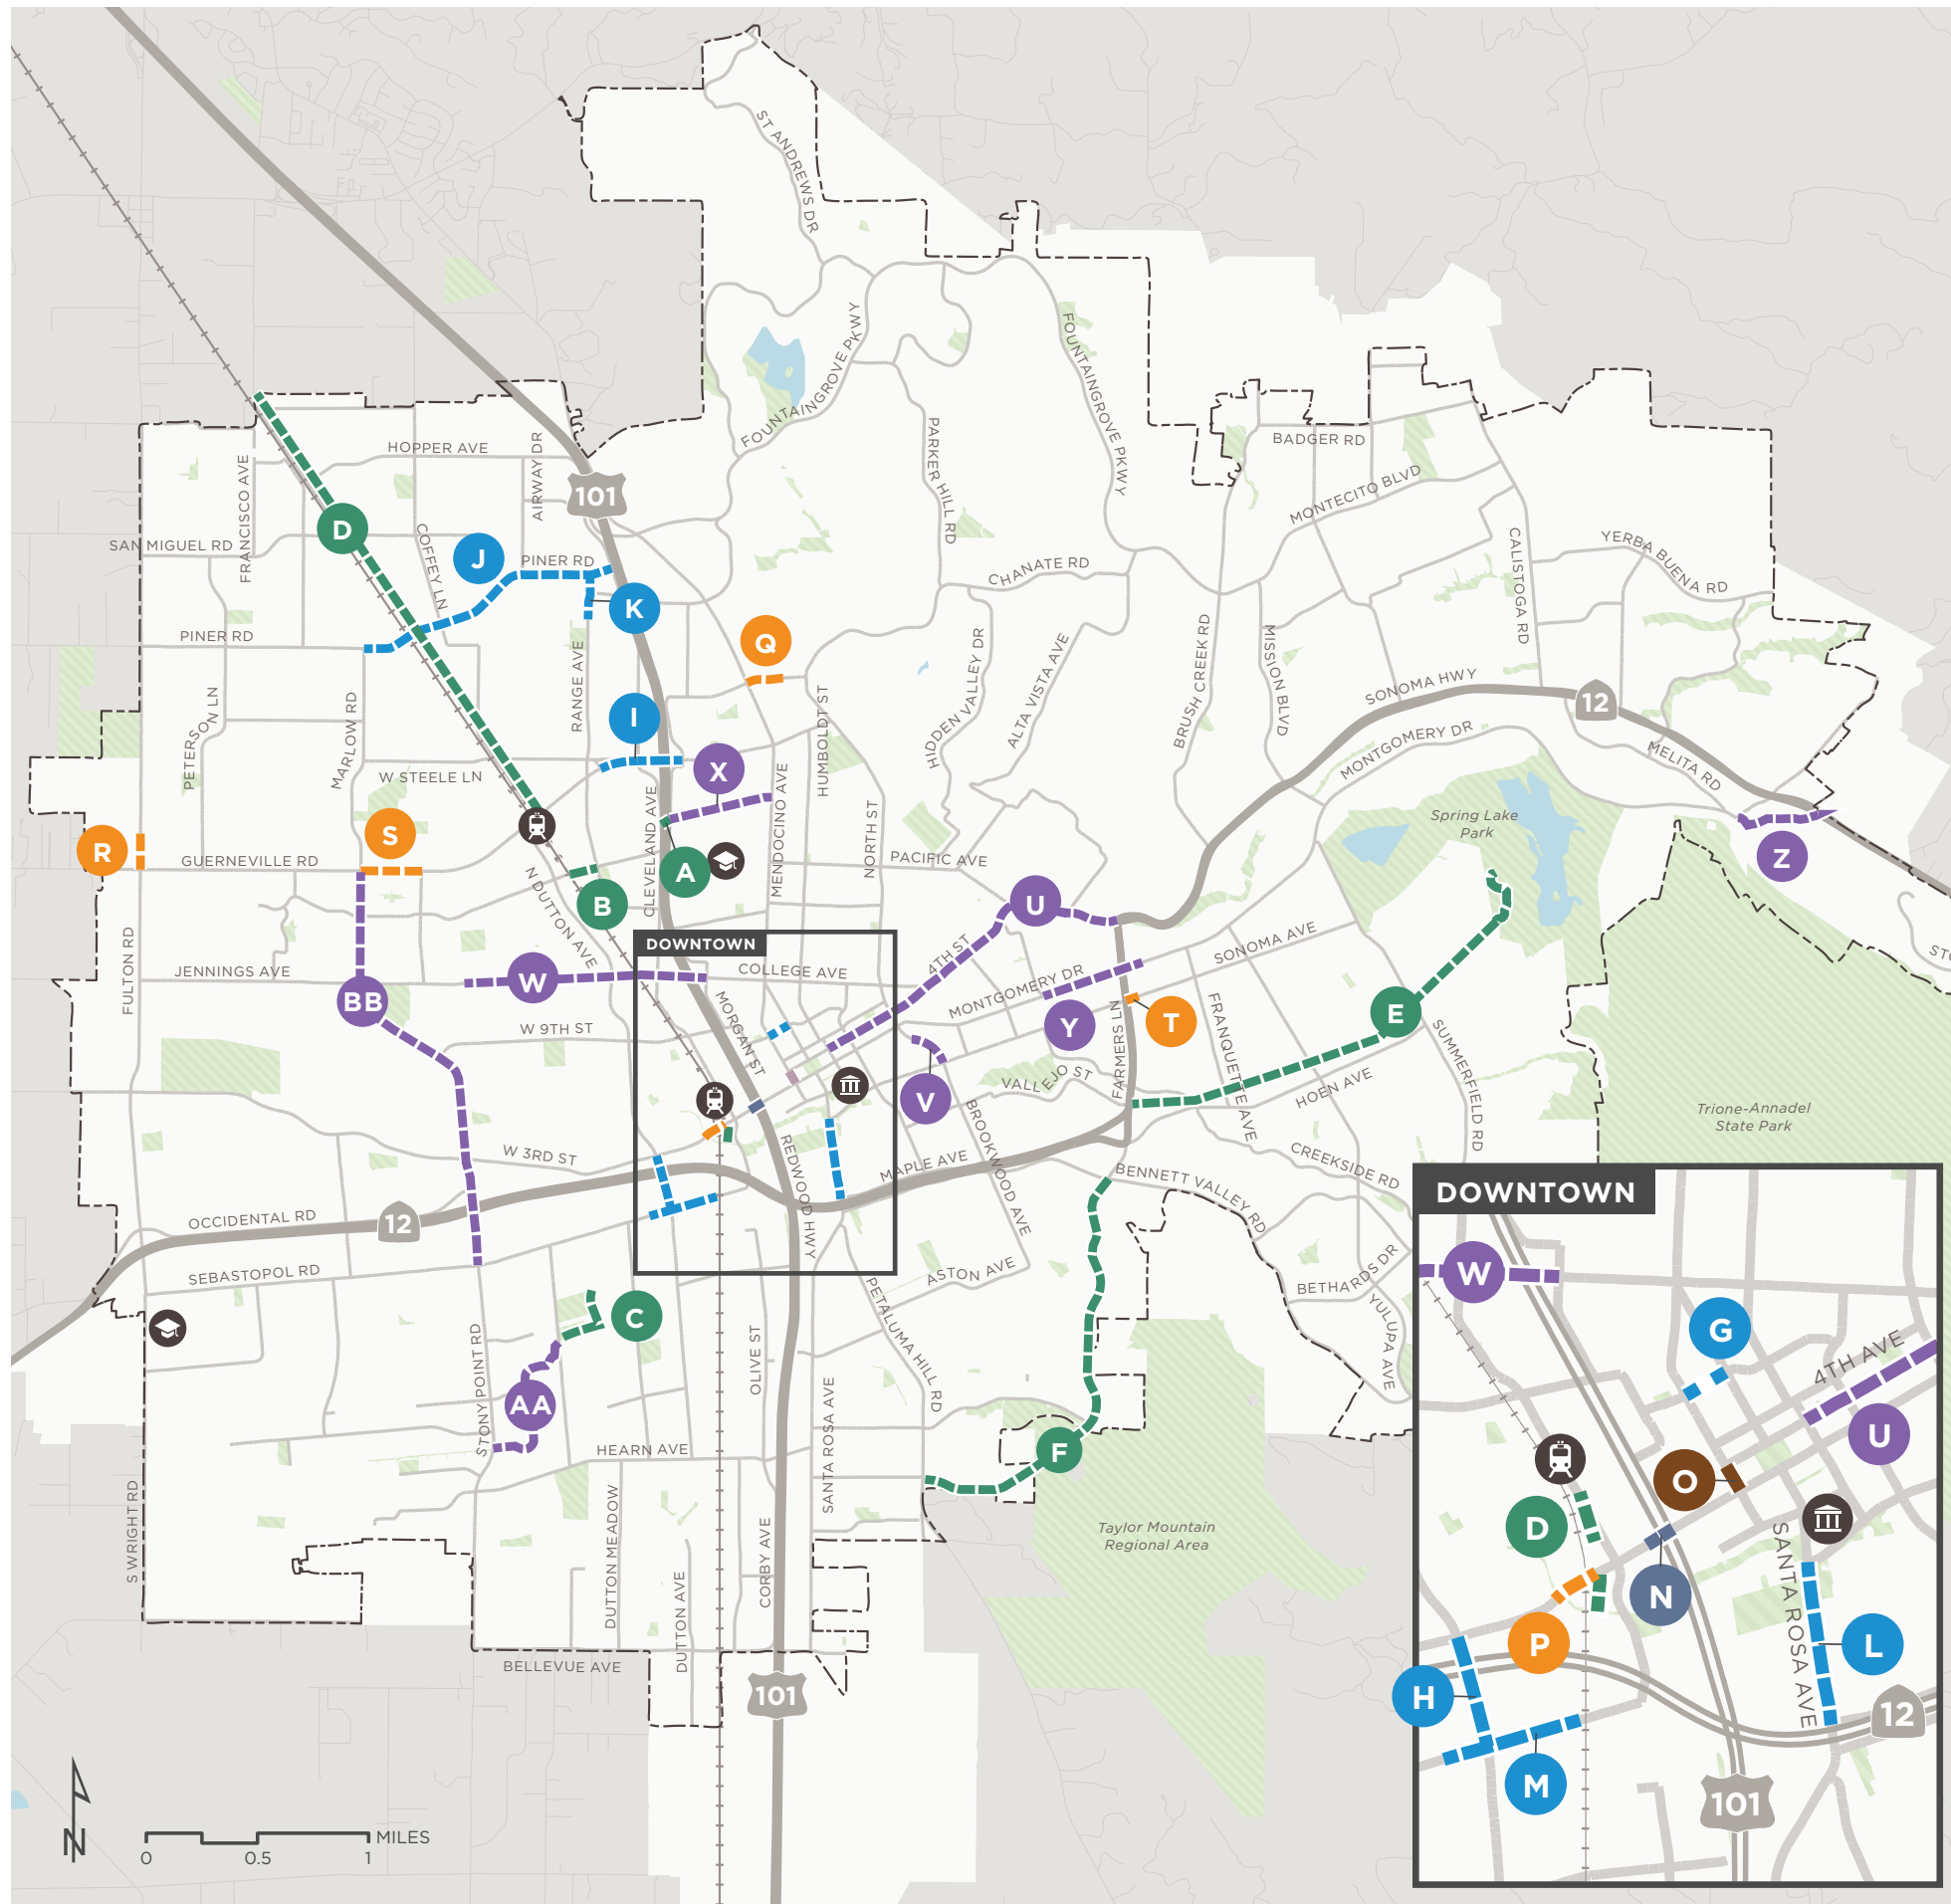 ST ANDREWS DR
FOUNTAINGROVE PKWY
FOUNTAINGROVE PKWY
PARKER HILL RD
BADGER RD
MONTECITO BLVD
HOPPER AVE
AIRWAY DR
101
FRANCISCO AVE
SAN MIGUEL RD
D
COFFEY LN
J
PINER RD
K
CHANATE RD
CALISTOGA RD
YERBA BUENA RD
PINER RD
Q
RANGE AVE
HUMBOLDT ST
HIDDEN VALLEY DR
ALTA VISTA AVE
BRUSH CREEK RD
MISSION BLVD
SONOMA HWY
12
MONTGOMERY DR
MELITA RD
PETERSON LN
MARLOW RD
I
W STEELE LN
X
CLEVELAND AVE
MENDOCINO AVE
NORTH ST
PACIFIC AVE
Spring Lake
Park
Z
R
S
GUERNEVILLE RD
A
B
N DUTTON AVE
U
DOWNTOWN
4TH ST
SONOMA AVE
FULTON RD
JENNINGS AVE
W
COLLEGE AVE
MONTGOMERY DR
BB
MORGAN ST
W 9TH ST
Y
T
E
FARMERS LN
FRANQUETTE AVE
SUMMERFIELD RD
STO
V
VALLEJO ST
HOEN AVE
Trione-Annadel
State Park
BROOKWOOD AVE
W 3RD ST
REDWOOD HWY
MAPLE AVE
BENNETT VALLEY RD
CREEKSIDE RD
OCCIDENTAL RD
12
SEBASTOPOL RD
ASTON AVE
BETHARDS DR
YULUPA AVE
C
PETALUMA HILL RD
STONY POINT RD
OLIVE ST
SANTA ROSA AVE
AA
HEARN AVE
F
S WRIGHT RD
DUTTON MEADOW
DUTTON AVE
CORBY AVE
Taylor Mountain
Regional Area
BELLEVUE AVE
101
N
0
0.5
1
MILES
DOWNTOWN
W
G
4TH AVE
U
O
D
N
SANTA ROSA AVE
P
L
H
12
M
101